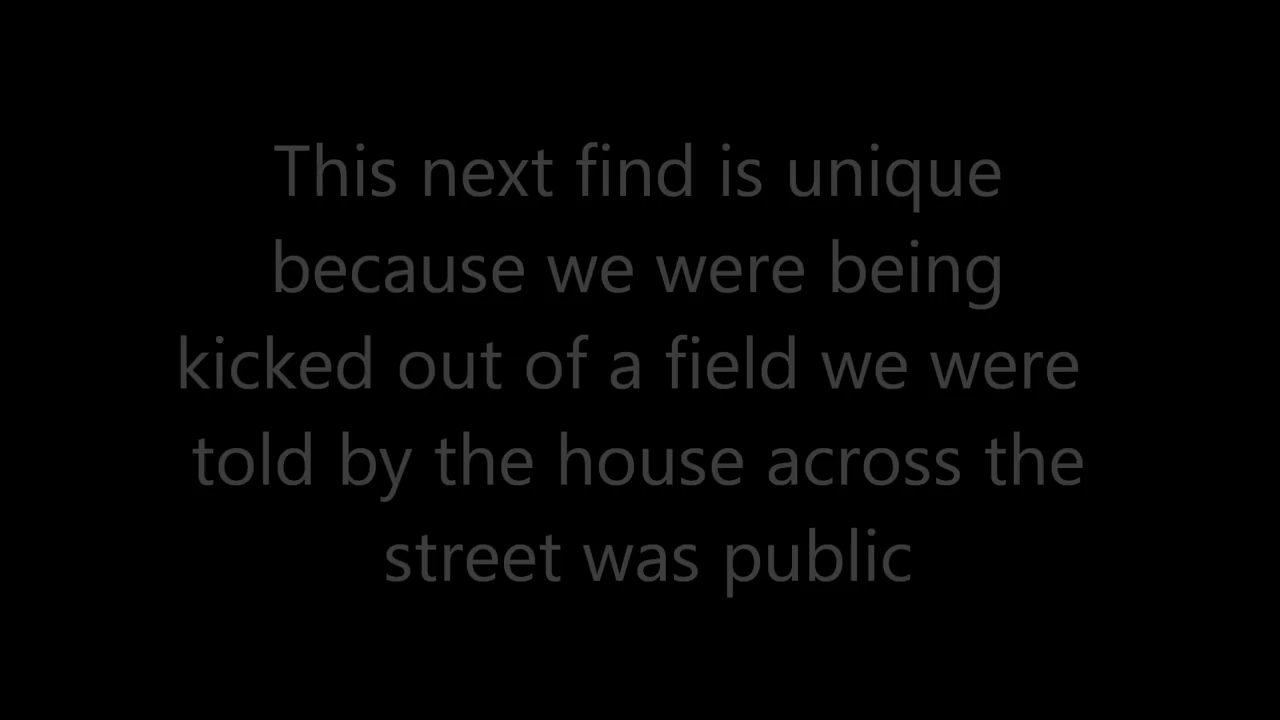 This next find is unique
because we were being
kicked out of a field we were
told by the house across the
street was public